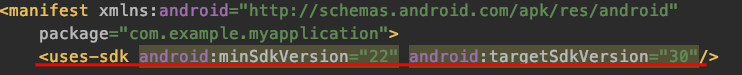 <manifest xmlns:android="http://schemas.android.com/apk/res/android"
package="com.example.myapplication">
<uses-sdk android:minSdkVersion="22" android:targetSdkVersion="30"/>